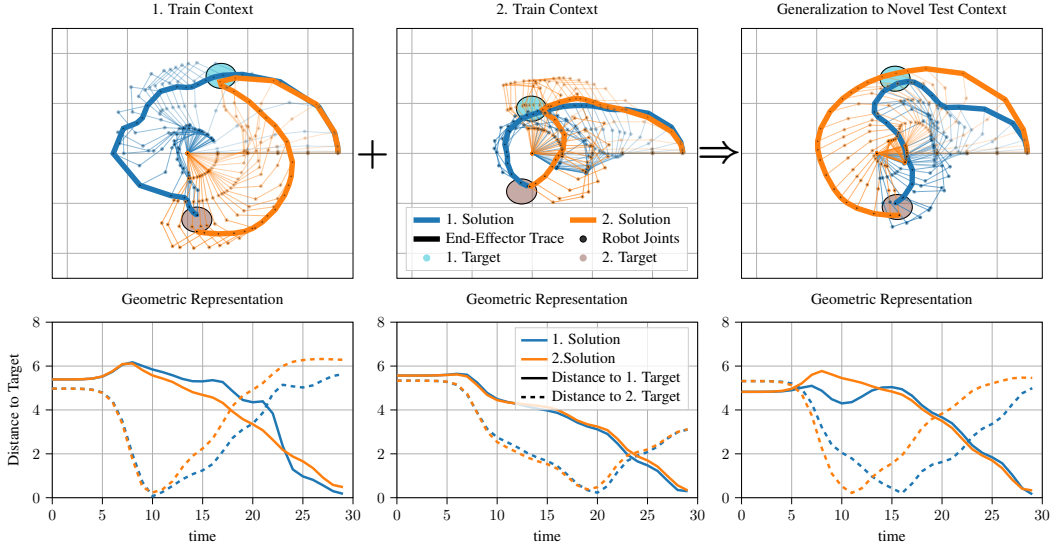 1. Train Context
2. Train Context
Generalization to Novel Test Context
+
⇒
1. Solution
2. Solution
End-Effector Trace
Robot Joints
1. Target
2. Target
Geometric Representation
Geometric Representation
Geometric Representation
Distance to Target
8
6
4
2
0
0 5 10 15 20 25 30
time
8
6
4
2
0
0 5 10 15 20 25 30
time
1. Solution
2.Solution
Distance to 1. Target
Distance to 2. Target
8
6
4
2
0
0 5 10 15 20 25 30
time